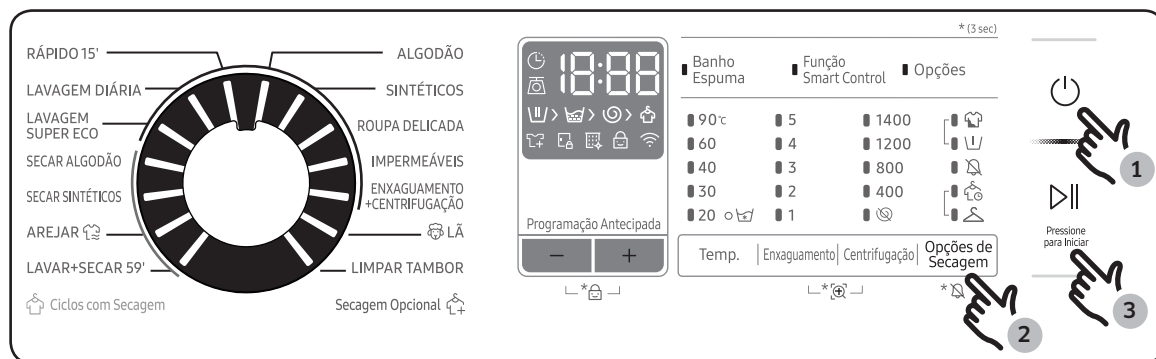 RÁPIDO 15'
LAVAGEM DIÁRIA
LAVAGEM
SUPER ECO
SECAR ALGODÃO
SECAR SINTÉTICOS
AREJAR
LAVAR+SECAR 59'
ALGODÃO
SINTÉTICOS
ROUPA DELICADA
IMPERMEÁVEIS
ENXAGUAMENTO
+CENTRIFUGAÇÃO
LÃ
LIMPAR TAMBOR
Ciclos com Secagem
Secagem Opcional
18:88
Programação Antecipada
− +
*
* (3 sec)
Banho
Espuma
Função
Smart Control
Opções
90℃ 5 1400
60 4 1200
40 3 800
30 2 400
20 1
Temp. Enxaguamento Centrifugação Opções de
Secagem
* *
Pressione
para Iniciar
1
2
3